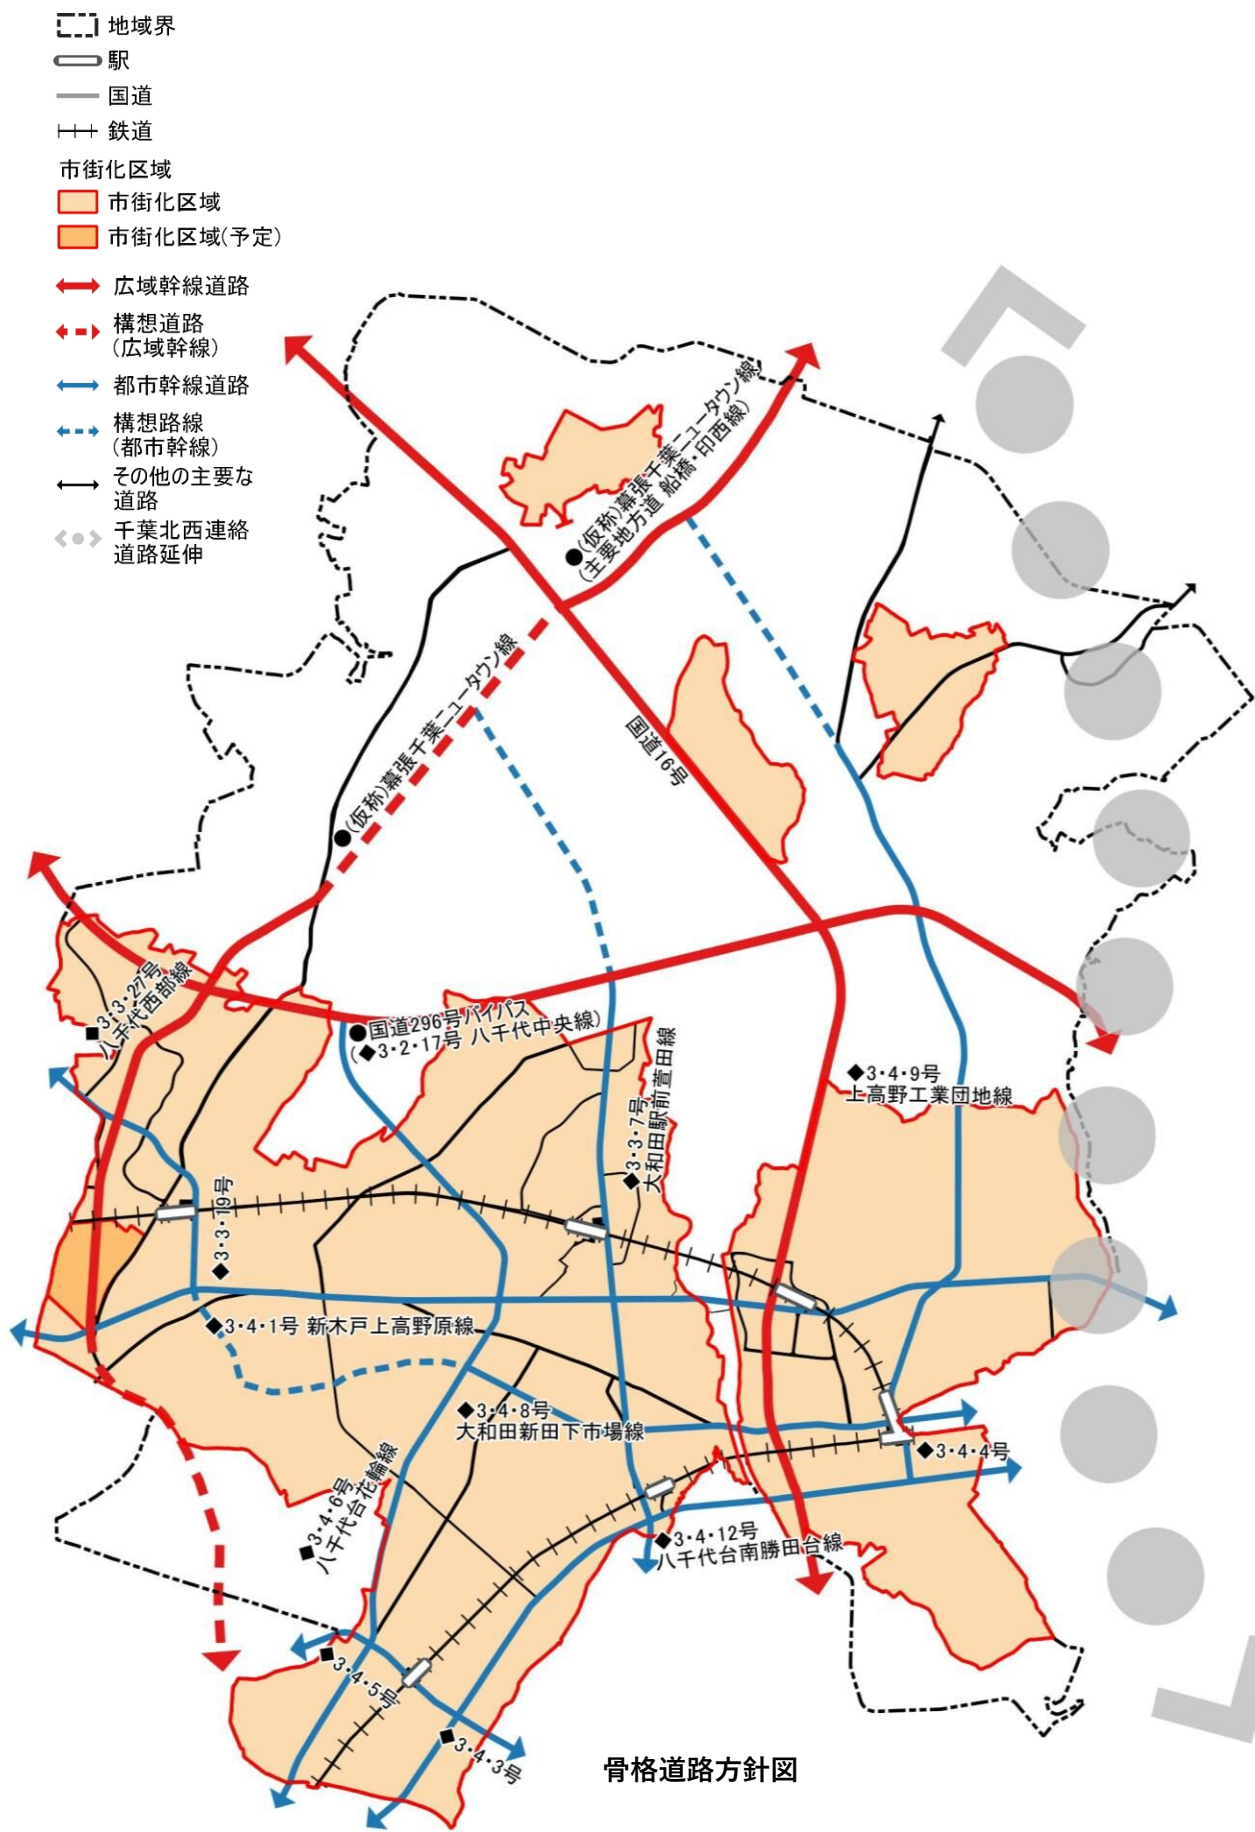 地域界
駅
国道
鉄道
市街化区域
市街化区域
市街化区域(予定)
広域幹線道路
構想道路
(広域幹線)
都市幹線道路
構想路線
(都市幹線)
その他の主要な
道路
千葉北西連絡
道路延伸
●(仮称)幕張千葉ニュータウン線
(主要地方道 船橋・印西線)
●(仮称)幕張千葉ニュータウン線
国道16号
■3・3・27号
八千代西部線
●国道296号バイパス
(◆3・2・17号 八千代中央線)
◆3・3・7号
大和田駅前萱田線
◆3・4・9号
上高野工業団地線
◆3・3・19号
◆3・4・1号 新木戸上高野原線
◆3・4・8号
大和田新田下市場線
◆3・4・4号
■3・4・6号
八千代台花輪線
◆3・4・12号
八千代台南勝田台線
■3・4・5号
■3・4・3号
骨格道路方針図